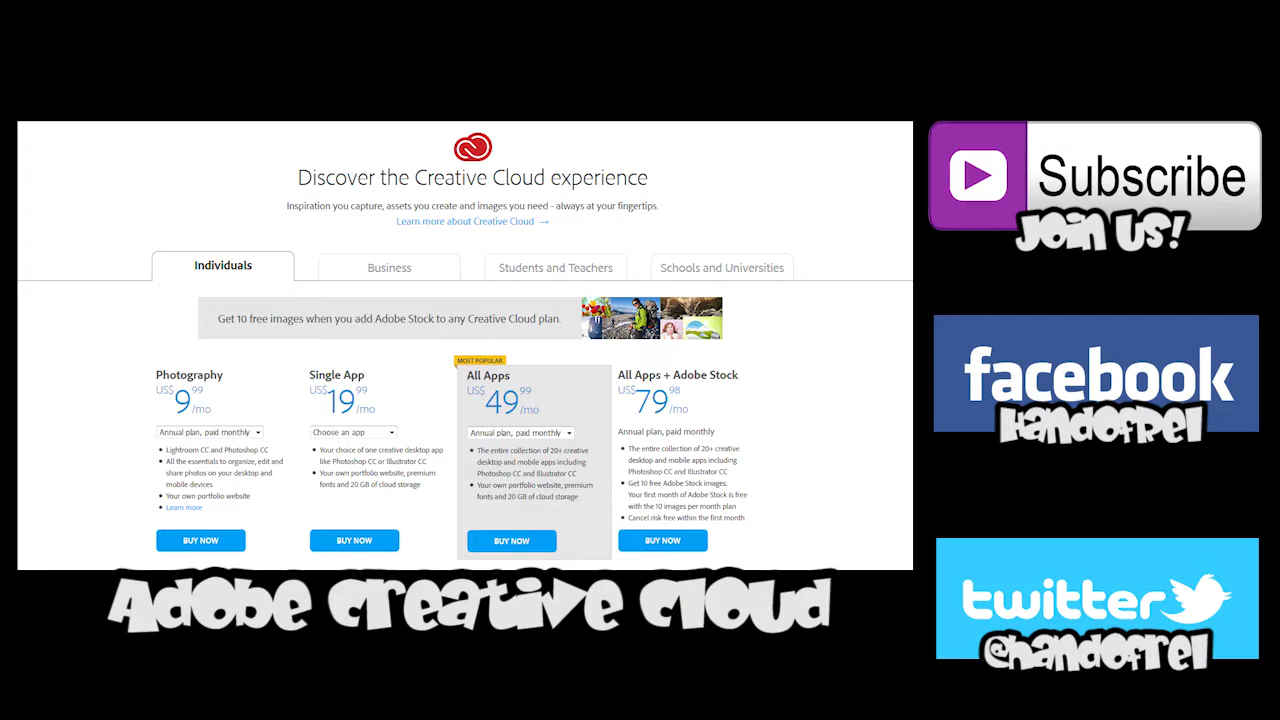 Discover the Creative Cloud experience
Inspiration you capture, assets you create and images you need - always at your fingertips.
Learn more about Creative Cloud →
Individuals
Business
Students and Teachers
Schools and Universities
Get 10 free images when you add Adobe Stock to any Creative Cloud plan.
Photography
US$ 9 99 /mo
Annual plan, paid monthly
• Lightroom CC and Photoshop CC
• All the essentials to organize, edit and
share photos on your desktop and
mobile devices
• Your own portfolio website
• Learn more
BUY NOW
Single App
US$ 19 99 /mo
Choose an app
• Your choice of one creative desktop app
like Photoshop CC or Illustrator CC
• Your own portfolio website, premium
fonts and 20 GB of cloud storage
BUY NOW
MOST POPULAR
All Apps
US$ 49 99 /mo
Annual plan, paid monthly
• The entire collection of 20+ creative
desktop and mobile apps including
Photoshop CC and Illustrator CC
• Your own portfolio website, premium
fonts and 20 GB of cloud storage
BUY NOW
All Apps + Adobe Stock
US$ 79 98 /mo
Annual plan, paid monthly
• The entire collection of 20+ creative
desktop and mobile apps including
Photoshop CC and Illustrator CC
• Get 10 free Adobe Stock images.
Your first month of Adobe Stock is free
with the 10 images per month plan
• Cancel risk free within the first month
BUY NOW
Adobe Creative Cloud
Subscribe
Join Us!
facebook
Handofrei
twitter
@handofrei